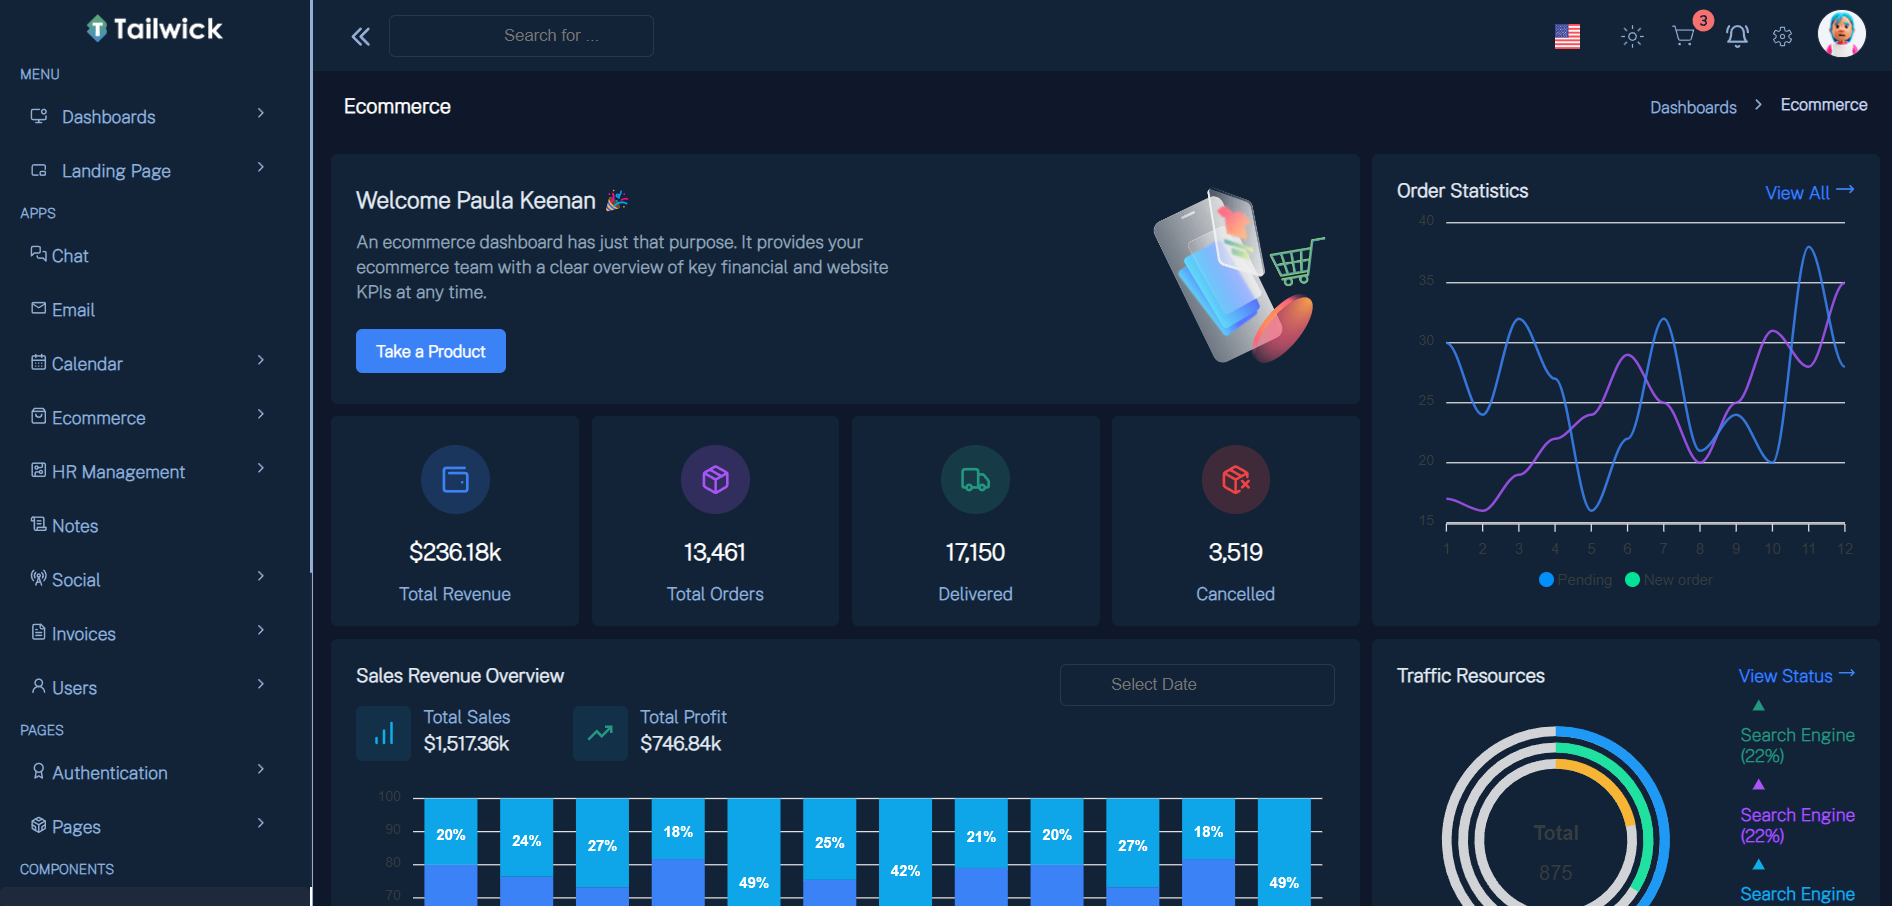 Tailwick
MENU
Dashboards
Landing Page
APPS
Chat
Email
Calendar
Ecommerce
HR Management
Notes
Social
Invoices
Users
PAGES
Authentication
Pages
COMPONENTS
Search for ...
3
Ecommerce
Dashboards
Ecommerce
Welcome Paula Keenan 🎉
An ecommerce dashboard has just that purpose. It provides your
ecommerce team with a clear overview of key financial and website
KPIs at any time.
Take a Product
$236.18k
Total Revenue
13,461
Total Orders
17,150
Delivered
3,519
Cancelled
Order Statistics
View All →
40
35
30
25
20
15
1 2 3 4 5 6 7 8 9 10 11 12
Pending New order
Sales Revenue Overview
Select Date
Total Sales
$1,517.36k
Total Profit
$746.84k
100
90
80
70
20% 24% 27% 18% 49% 25% 42% 21% 20% 27% 18% 49%
Traffic Resources
View Status →
Total
875
Search Engine
(22%)
Search Engine
(22%)
Search Engine